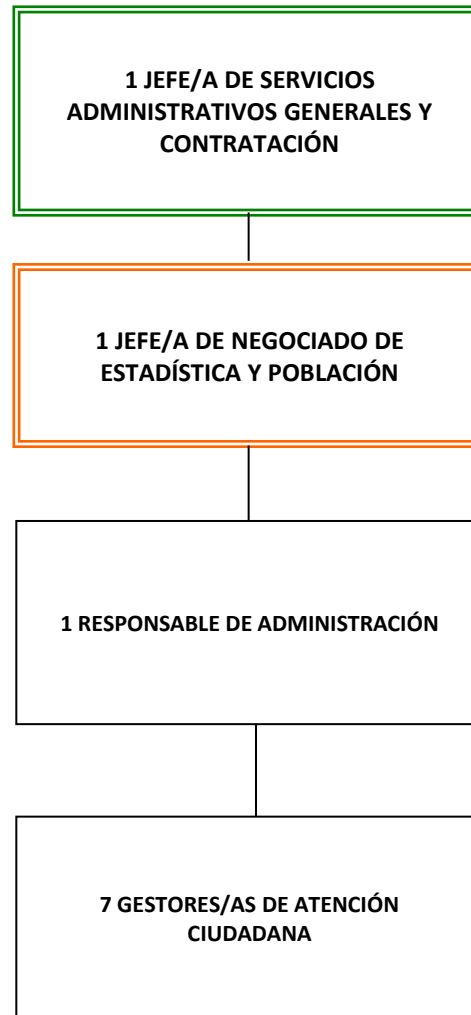 1 JEFE/A DE SERVICIOS
ADMINISTRATIVOS GENERALES Y
CONTRATACIÓN
1 JEFE/A DE NEGOCIADO DE
ESTADÍSTICA Y POBLACIÓN
1 RESPONSABLE DE ADMINISTRACIÓN
7 GESTORES/AS DE ATENCIÓN
CIUDADANA